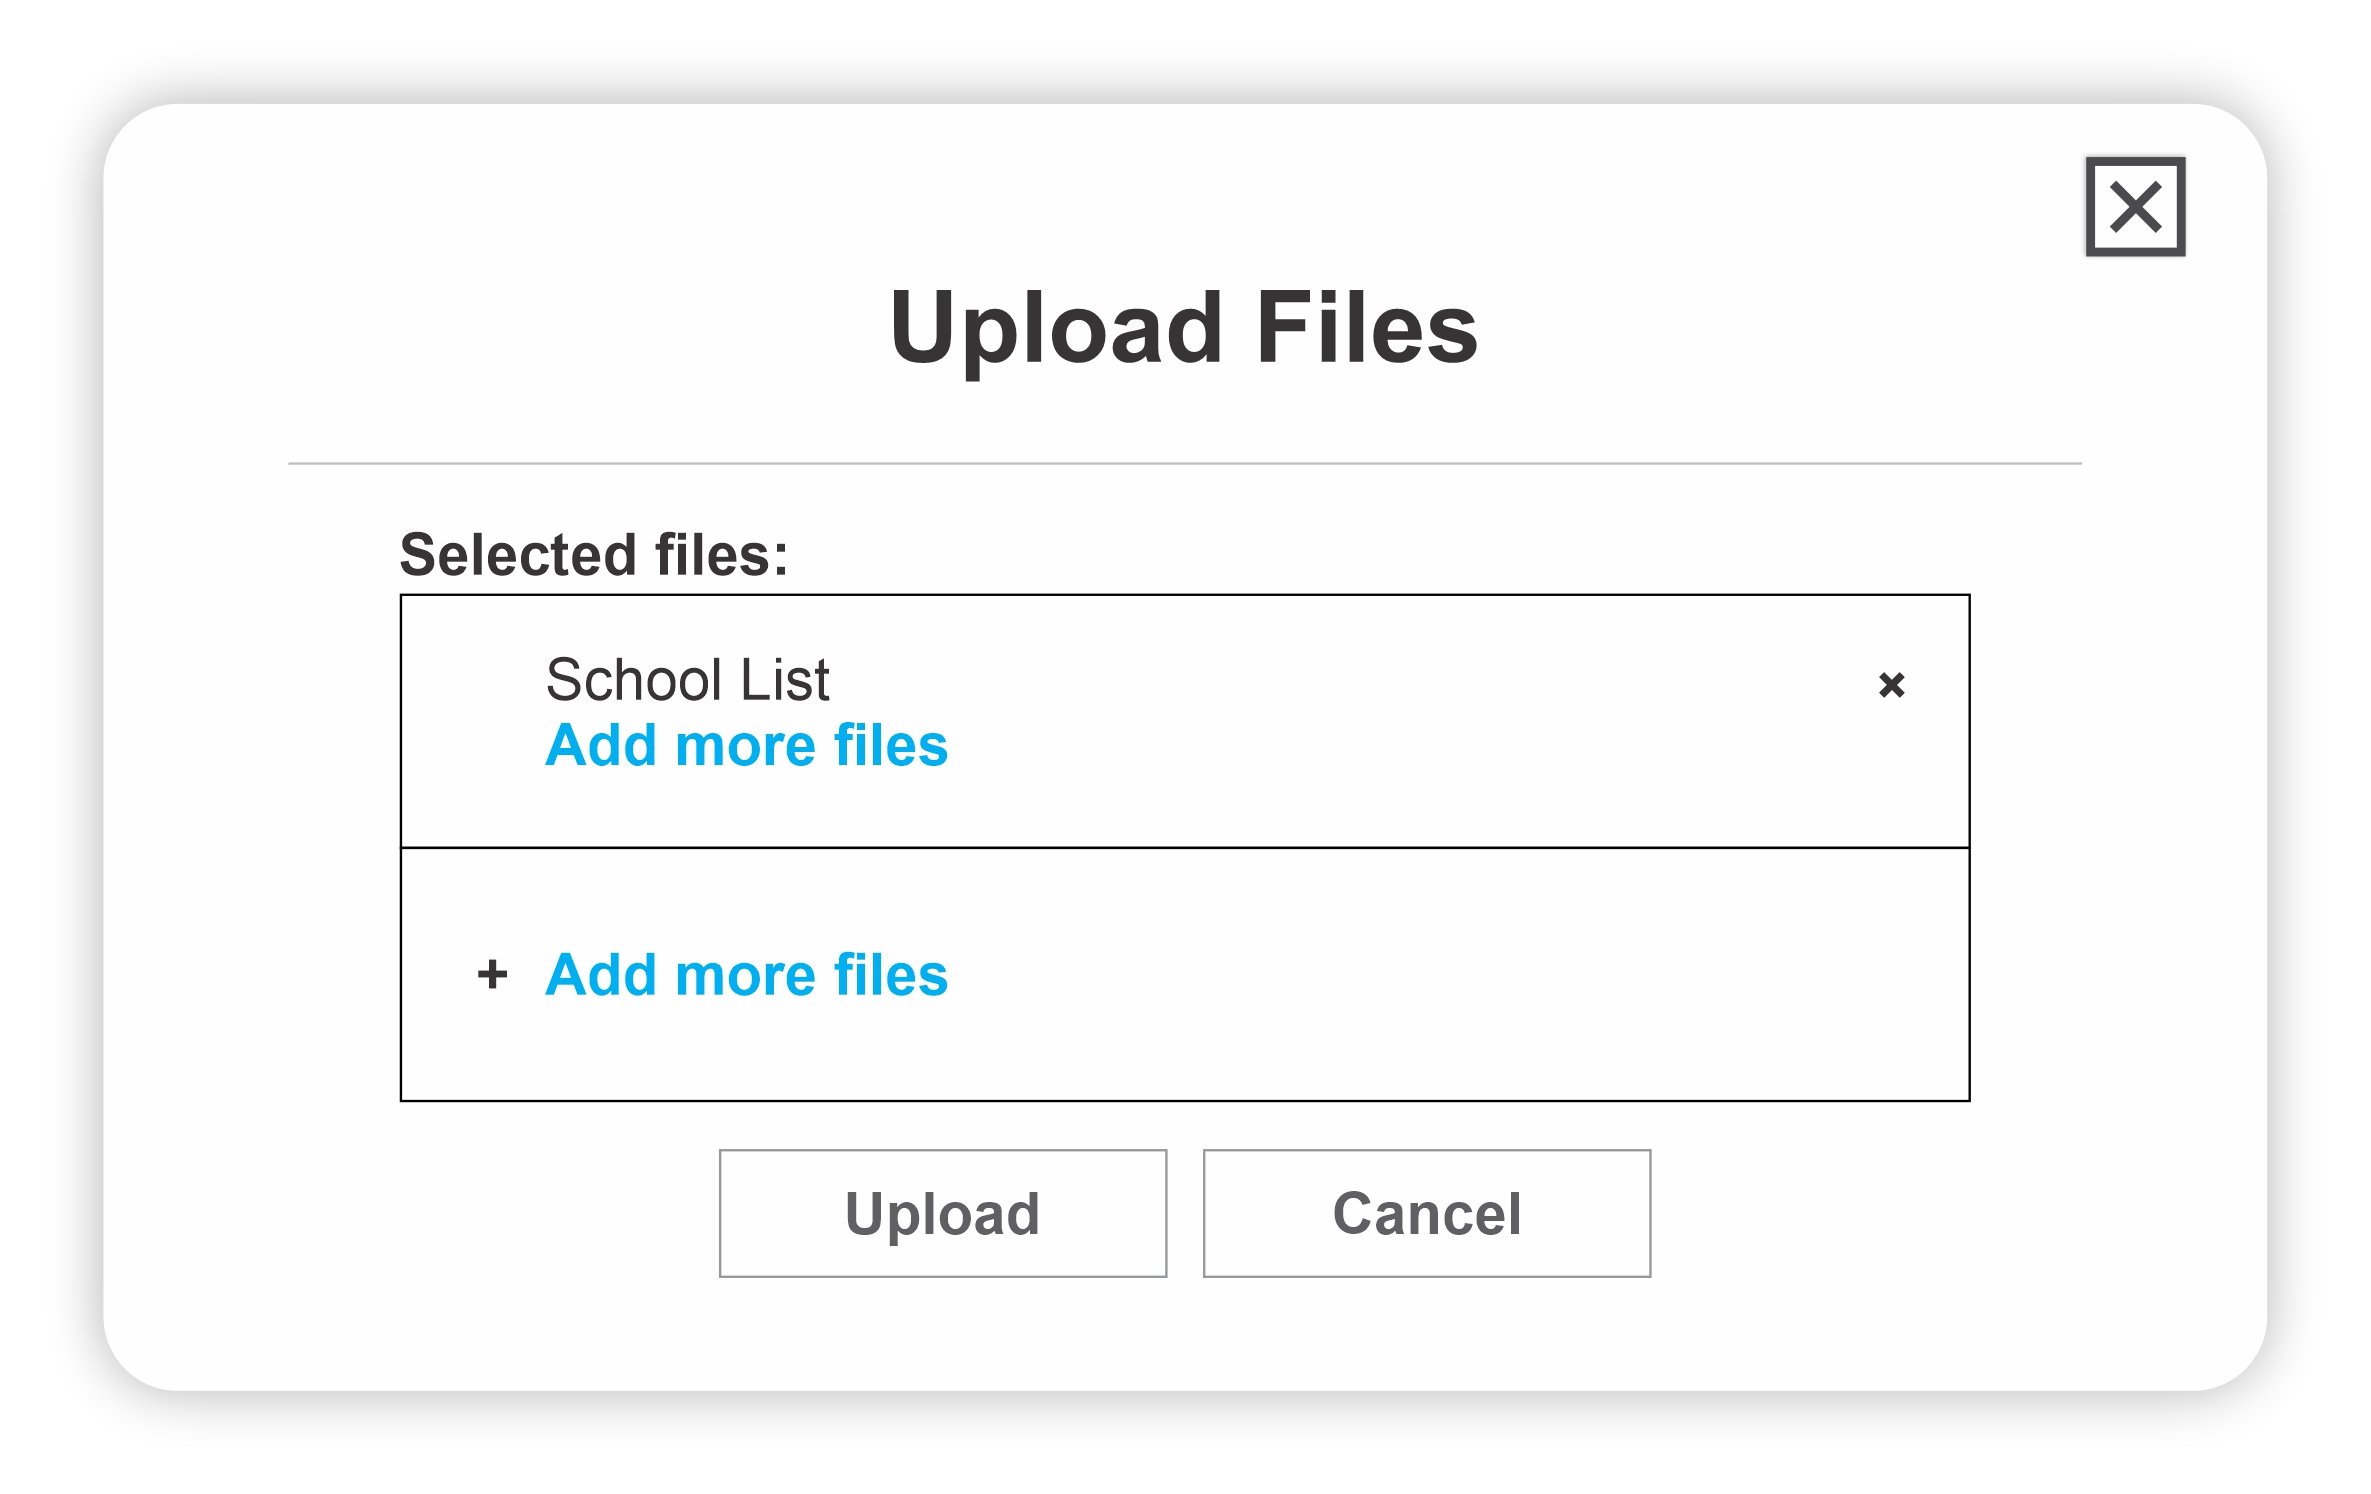 Upload Files
Selected files:
School List
Add more files
+ Add more files
Upload
Cancel